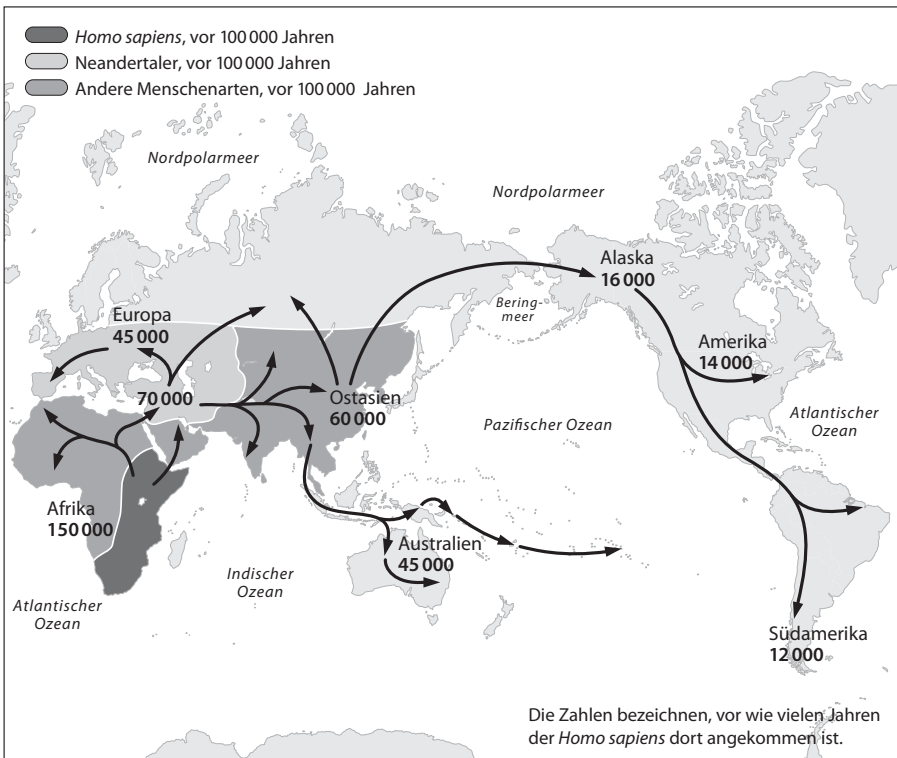 Homo sapiens, vor 100 000 Jahren
Neandertaler, vor 100 000 Jahren
Andere Menschenarten, vor 100 000 Jahren
Nordpolarmeer
Nordpolarmeer
Alaska
16 000
Bering-
meer
Europa
45 000
Amerika
14 000
70 000
Ostasien
60 000
Pazifischer Ozean
Atlantischer
Ozean
Afrika
150 000
Australien
45 000
Indischer
Ozean
Atlantischer
Ozean
Südamerika
12 000
Die Zahlen bezeichnen, vor wie vielen Jahren
der Homo sapiens dort angekommen ist.